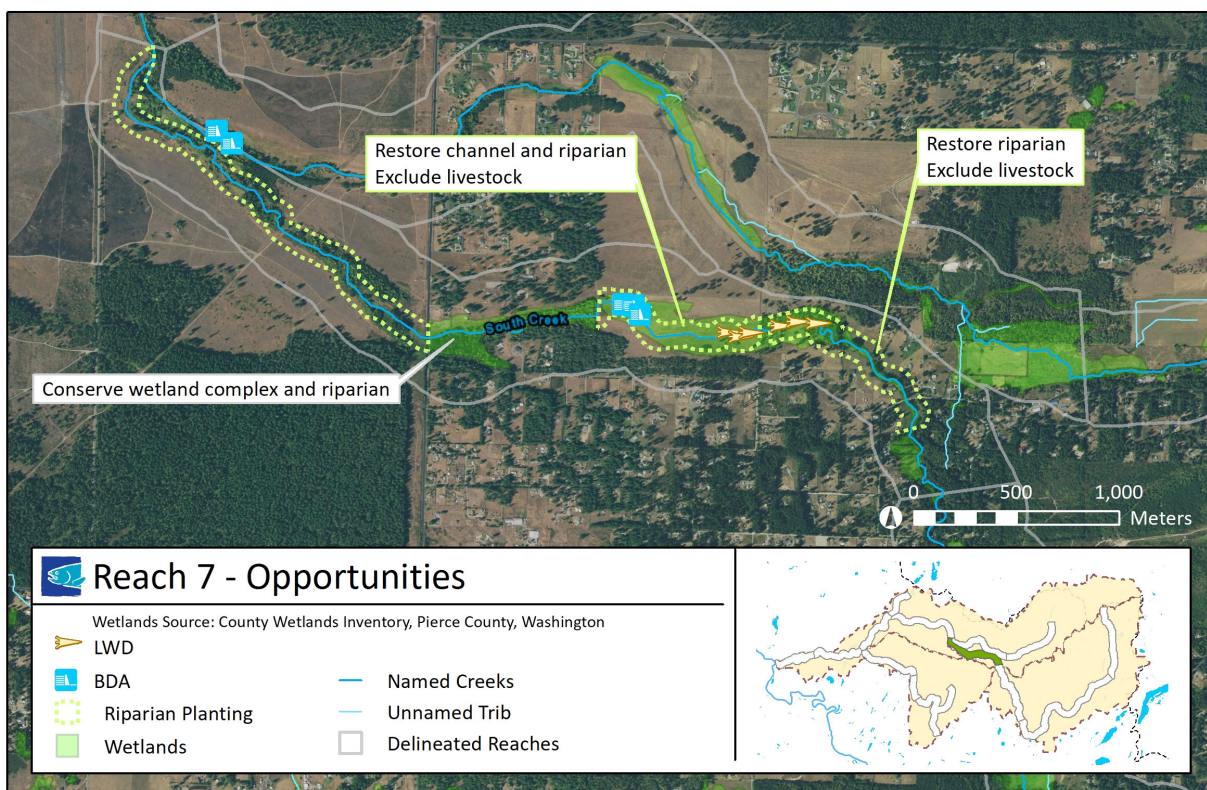 Restore channel and riparian
Exclude livestock
Restore riparian
Exclude livestock
South Creek
Conserve wetland complex and riparian
0 500 1,000
Meters
Reach 7 - Opportunities
Wetlands Source: County Wetlands Inventory, Pierce County, Washington
LWD
BDA
Riparian Planting
Wetlands
Named Creeks
Unnamed Trib
Delineated Reaches